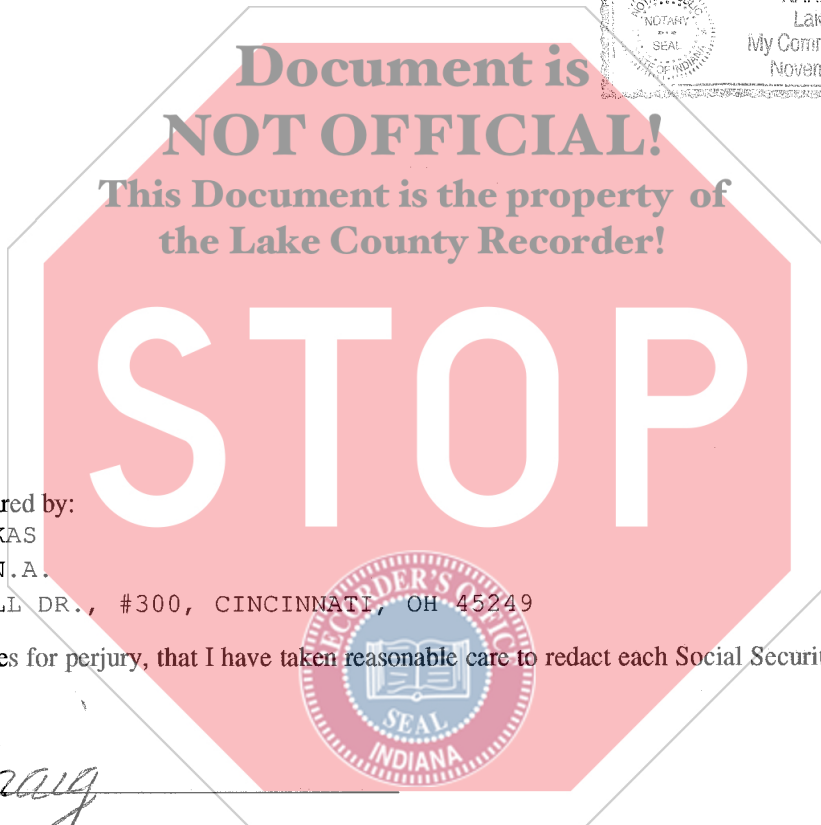 NOTARY
SEAL
Lak
My Comm
Novem
Document is
NOT OFFICIAL!
This Document is the property of
the Lake County Recorder!
STOP
red by:
KAS
N.A.
LL DR., #300, CINCINNATI, OH 45249
RECORDER'S OFFICE
es for perjury, that I have taken reasonable care to redact each Social Securit
SEAL
INDIANA